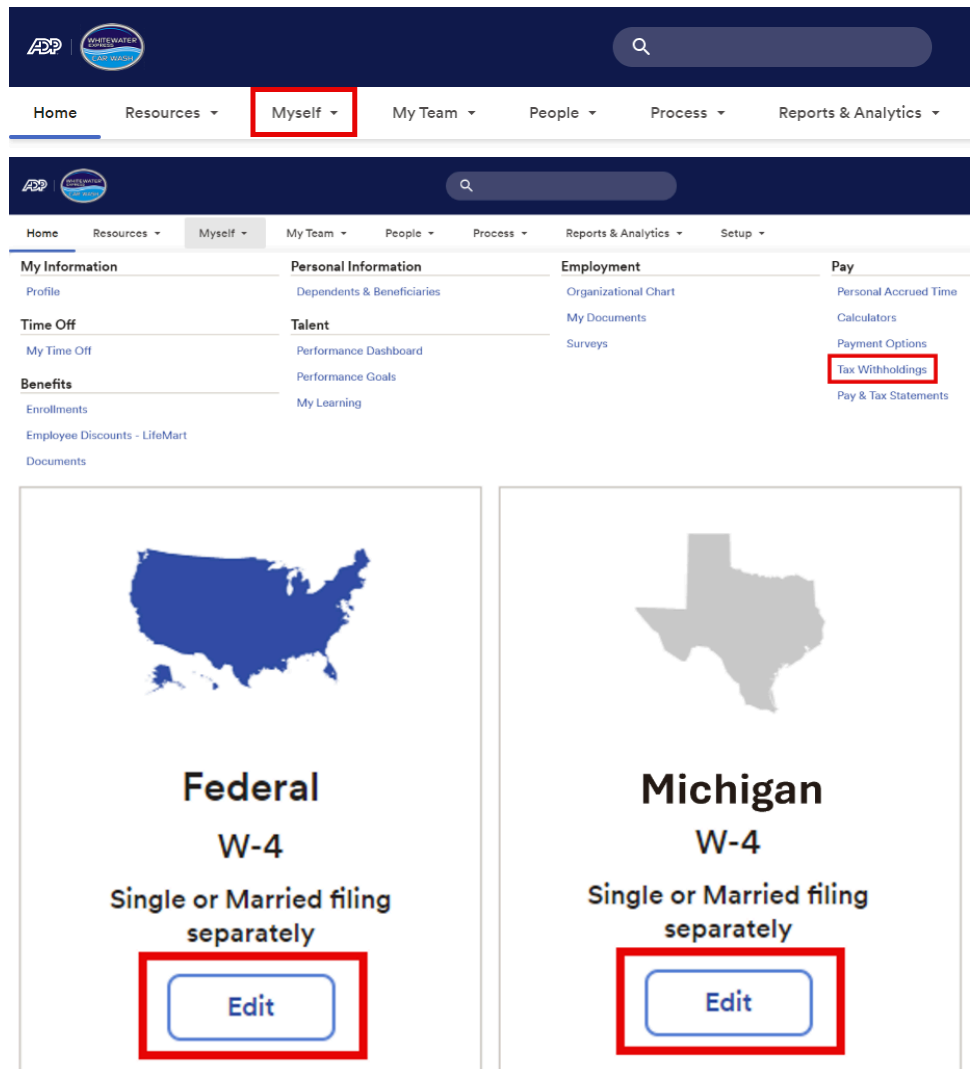 ADP WHITEWATER EXPRESS CAR WASH
Home Resources Myself My Team People Process Reports & Analytics
ADP WHITEWATER EXPRESS CAR WASH
Home Resources Myself My Team People Process Reports & Analytics Setup
My Information
Profile
Time Off
My Time Off
Benefits
Enrollments
Employee Discounts - LifeMart
Documents
Personal Information
Dependents & Beneficiaries
Talent
Performance Dashboard
Performance Goals
My Learning
Employment
Organizational Chart
My Documents
Surveys
Pay
Personal Accrued Time
Calculators
Payment Options
Tax Withholdings
Pay & Tax Statements
Federal
W-4
Single or Married filing
separately
Edit
Michigan
W-4
Single or Married filing
separately
Edit